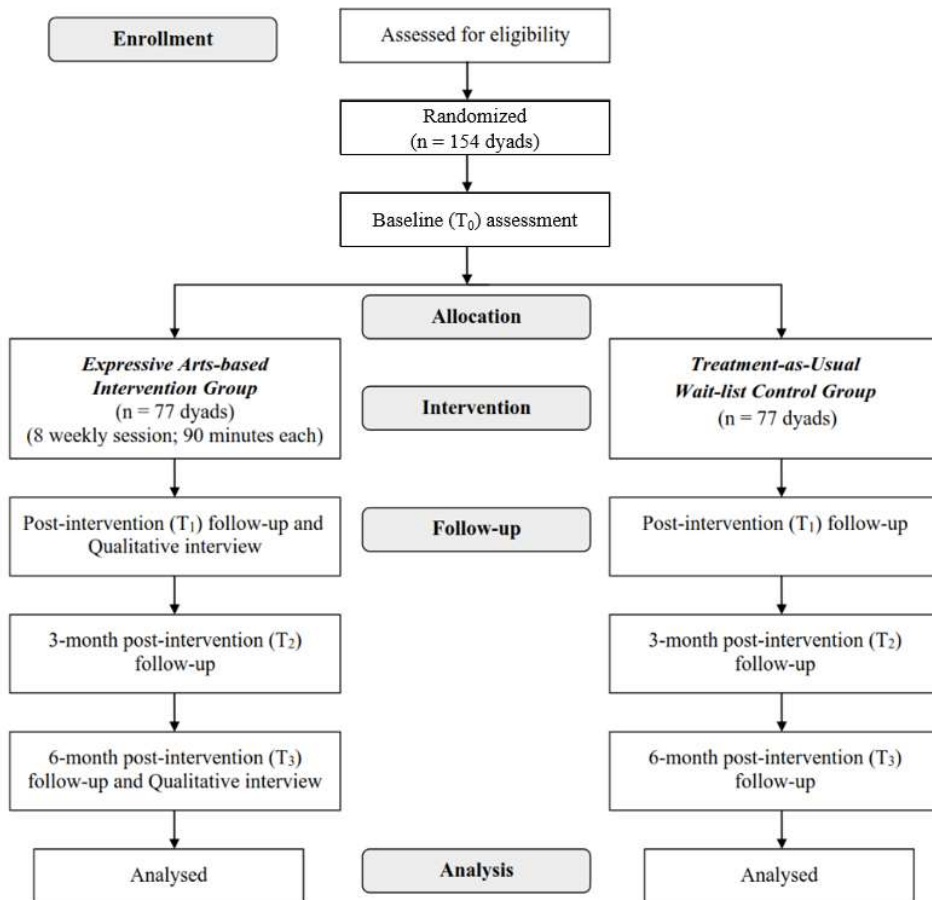 Enrollment
Assessed for eligibility
Randomized
(n = 154 dyads)
Baseline (T₀) assessment
Allocation
Expressive Arts-based
Intervention Group
(n = 77 dyads)
(8 weekly session; 90 minutes each)
Intervention
Treatment-as-Usual
Wait-list Control Group
(n = 77 dyads)
Post-intervention (T₁) follow-up and
Qualitative interview
Follow-up
Post-intervention (T₁) follow-up
3-month post-intervention (T₂)
follow-up
3-month post-intervention (T₂)
follow-up
6-month post-intervention (T₃)
follow-up and Qualitative interview
6-month post-intervention (T₃)
follow-up
Analysed
Analysis
Analysed